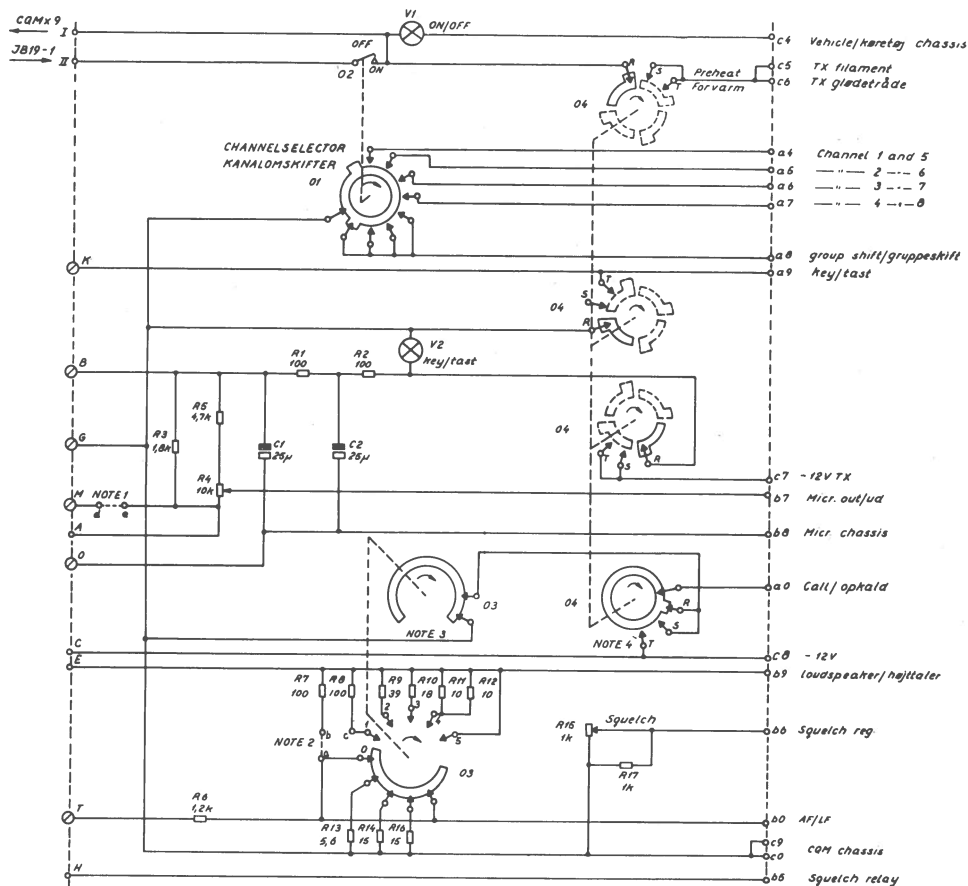 CQMx9
I
V1
ON/OFF
c4 Vehicle/køretøj chassis
JB19-1
II
OFF
ON
O2
R
S
T
Preheat
Forvarm
c5 TX filament
c6 TX glødetråde
O4
CHANNELSELECTOR
KANALOMSKIFTER
O1
a4 Channel 1 and 5
a5 —"— 2 -"- 6
a6 —"— 3 -"- 7
a7 —"— 4 -"- 8
a8 group shift/gruppeskift
K
a9 key/tast
T
S
R
O4
V2
key/tast
B
R1
100
R2
100
R5
4,7k
R3
1,8k
C1
25µ
C2
25µ
O4
T
S
R
G
R4
10k
c7 -12V TX
M
NOTE 1
d
e
b7 Micr. out/ud
A
b8 Micr. chassis
O
O3
NOTE 3
O4
R
S
T
NOTE 4
a0 Call/opkald
C
c8 -12V
E
b9 loudspeaker/højttaler
R7
100
R8
100
R9
39
R10
18
R11
10
R12
10
NOTE 2
b
c
a
0
1
2
3
4
5
O3
R15
1k
Squelch
b6 Squelch reg.
R17
1k
T
R6
1,2k
b0 AF/LF
R13
5,6
R14
15
R16
15
c9
c0
CQM chassis
H
b5 Squelch relay